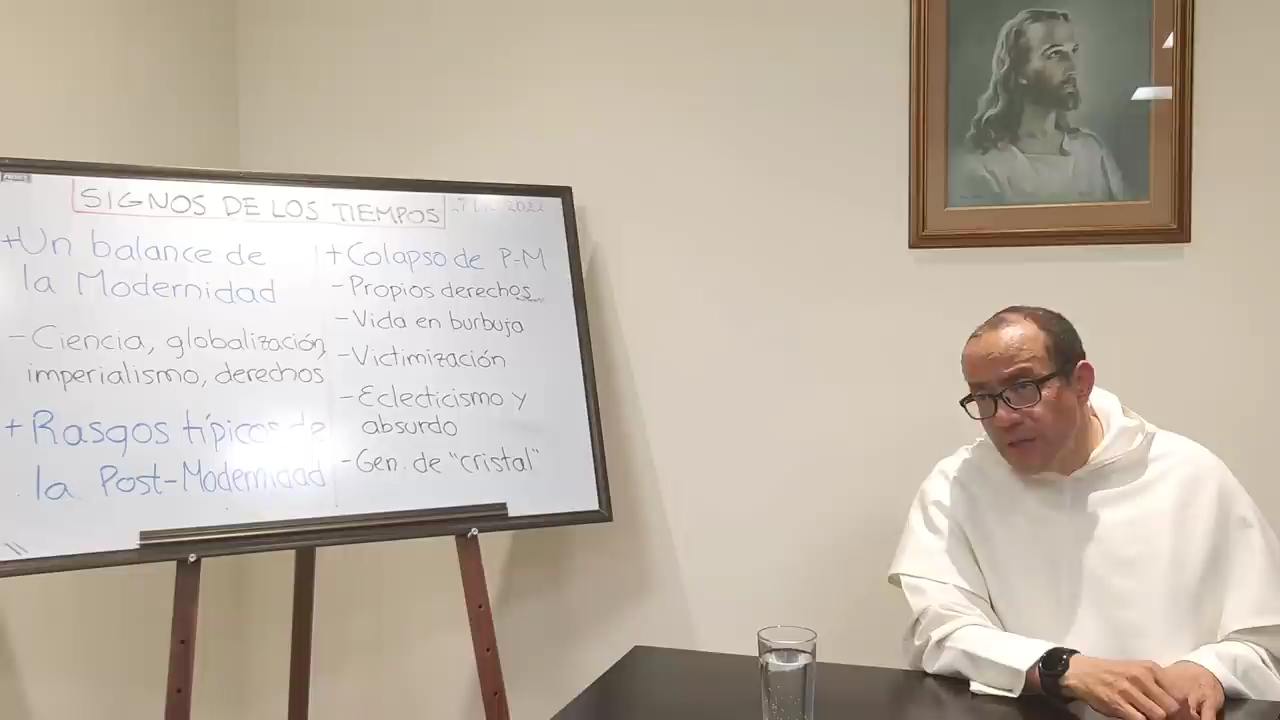 SIGNOS DE LOS TIEMPOS
2022
+Un balance de
la Modernidad
-Ciencia, globalización,
imperialismo, derechos
+Rasgos típicos de
la Post-Modernidad
+Colapso de P-M
-Propios derechos
-Vida en burbuja
-Victimización
-Eclecticismo y
absurdo
-Gen. de "cristal"